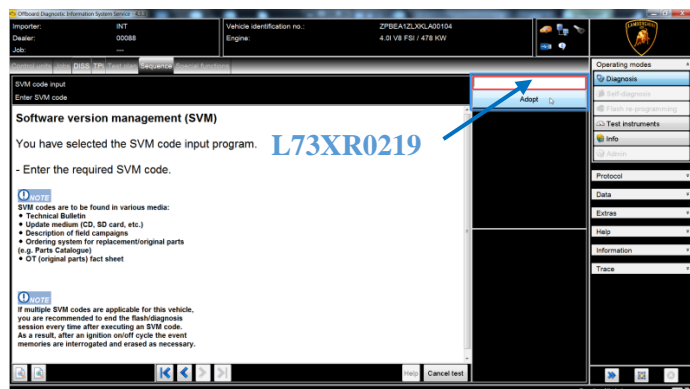 Offboard Diagnosis: Information System Service - 4.1.3
Importer: INT
Dealer: 00088
Job: ---
Vehicle identification no.: ZPBEA1ZLXKLA00104
Engine: 4.0l V8 FSI / 478 KW
Control units Jobs DISS TPI Test plan Sequence Special functions
SVM code input
Enter SVM code
Adopt
L73XR0219
Software version management (SVM)
You have selected the SVM code input program.
- Enter the required SVM code.
NOTE
SVM codes are to be found in various media:
• Technical Bulletin
• Update medium (CD, SD card, etc.)
• Description of field campaigns
• Ordering system for replacement/original parts
(e.g. Parts Catalogue)
• OT (original parts) fact sheet
NOTE
If multiple SVM codes are applicable for this vehicle,
you are recommended to end the flash/diagnosis
session every time after executing an SVM code.
As a result, after an ignition on/off cycle the event
memories are interrogated and erased as necessary.
Help
Cancel test
Operating modes
Diagnosis
Self-diagnosis
Flash re-programming
Test instruments
Info
Admin
Protocol
Data
Extras
Help
Information
Trace